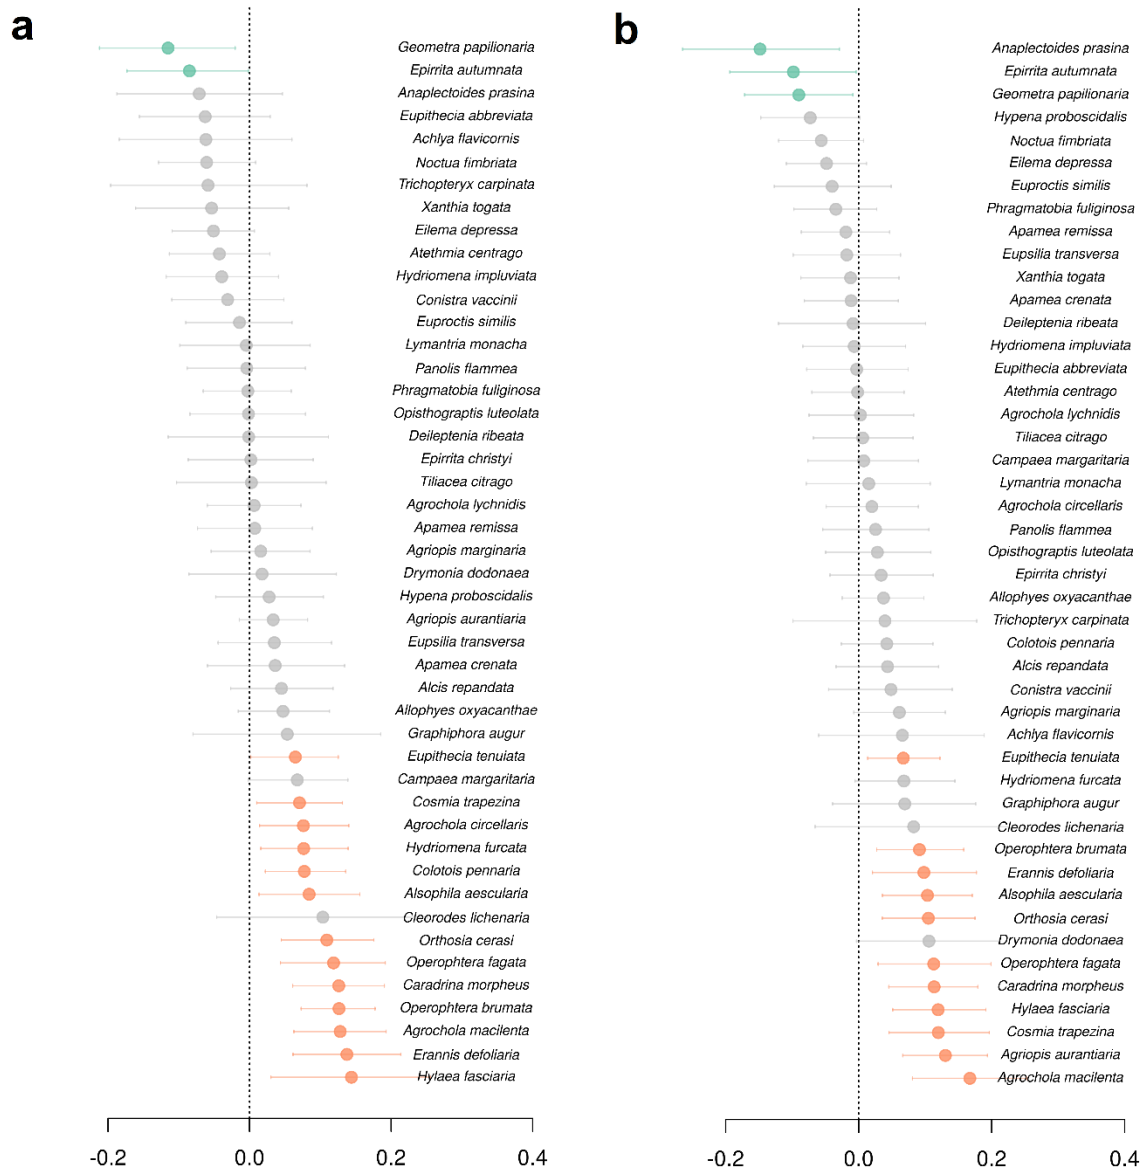 a
Geometra papilionaria
Epirrita autumnata
Anaplectoides prasina
Eupithecia abbreviata
Achlya flavicornis
Noctua fimbriata
Trichopteryx carpinata
Xanthia togata
Eilema depressa
Atethmia centrago
Hydriomena impluviata
Conistra vaccinii
Euproctis similis
Lymantria monacha
Panolis flammea
Phragmatobia fuliginosa
Opisthograptis luteolata
Deileptenia ribeata
Epirrita christyi
Tiliacea citrago
Agrochola lychnidis
Apamea remissa
Agriopis marginaria
Drymonia dodonaea
Hypena proboscidalis
Agriopis aurantiaria
Eupsilia transversa
Apamea crenata
Alcis repandata
Allophyes oxyacanthae
Graphiphora augur
Eupithecia tenuiata
Campaea margaritaria
Cosmia trapezina
Agrochola circellaris
Hydriomena furcata
Colotois pennaria
Alsophila aescularia
Cleorodes lichenaria
Orthosia cerasi
Operophtera fagata
Caradrina morpheus
Operophtera brumata
Agrochola macilenta
Erannis defoliaria
Hylaea fasciaria
-0.2 0.0 0.2 0.4
b
Anaplectoides prasina
Epirrita autumnata
Geometra papilionaria
Hypena proboscidalis
Noctua fimbriata
Eilema depressa
Euproctis similis
Phragmatobia fuliginosa
Apamea remissa
Eupsilia transversa
Xanthia togata
Apamea crenata
Deileptenia ribeata
Hydriomena impluviata
Eupithecia abbreviata
Atethmia centrago
Agrochola lychnidis
Tiliacea citrago
Campaea margaritaria
Lymantria monacha
Agrochola circellaris
Panolis flammea
Opisthograptis luteolata
Epirrita christyi
Allophyes oxyacanthae
Trichopteryx carpinata
Colotois pennaria
Alcis repandata
Conistra vaccinii
Agriopis marginaria
Achlya flavicornis
Eupithecia tenuiata
Hydriomena furcata
Graphiphora augur
Cleorodes lichenaria
Operophtera brumata
Erannis defoliaria
Alsophila aescularia
Orthosia cerasi
Drymonia dodonaea
Operophtera fagata
Caradrina morpheus
Hylaea fasciaria
Cosmia trapezina
Agriopis aurantiaria
Agrochola macilenta
-0.2 0.0 0.2 0.4